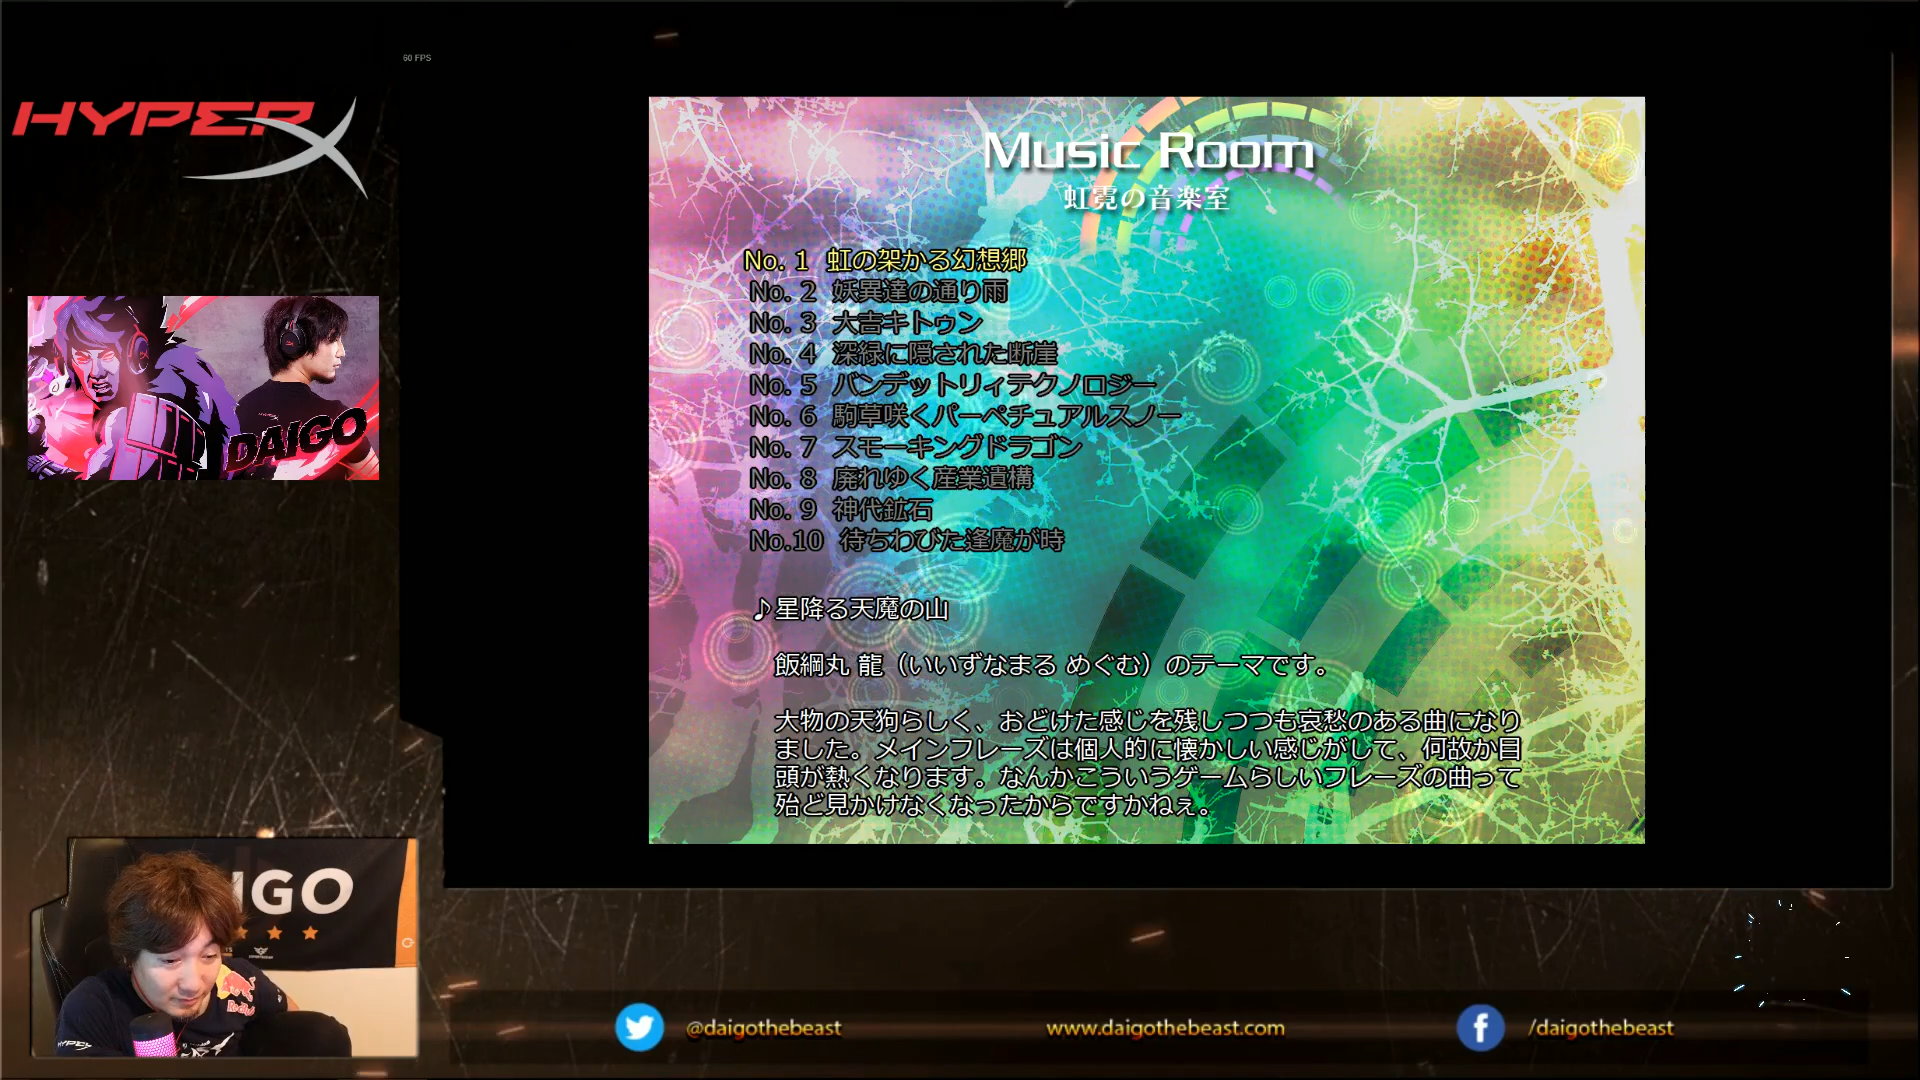 60 FPS
HYPERX
Music Room
虹霓の音楽室
No. 1 虹の架かる幻想郷
No. 2 妖異達の通り雨
No. 3 大吉キトゥン
No. 4 深緑に隠された断崖
No. 5 バンデットリィテクノロジー
No. 6 駒草咲くパーペチュアルスノー
No. 7 スモーキングドラゴン
No. 8 廃れゆく産業遺構
No. 9 神代鉱石
No.10 待ちわびた逢魔が時
♪星降る天魔の山
飯綱丸 龍（いいずなまる めぐむ）のテーマです。
大物の天狗らしく、おどけた感じを残しつつも哀愁のある曲になり
ました。メインフレーズは個人的に懐かしい感じがして、何故か目
頭が熱くなります。なんかこういうゲームらしいフレーズの曲って
殆ど見かけなくなったからですかねぇ。
DAIGO
IGO
RedBull
HYPER
@daigothebeast
www.daigothebeast.com
/daigothebeast